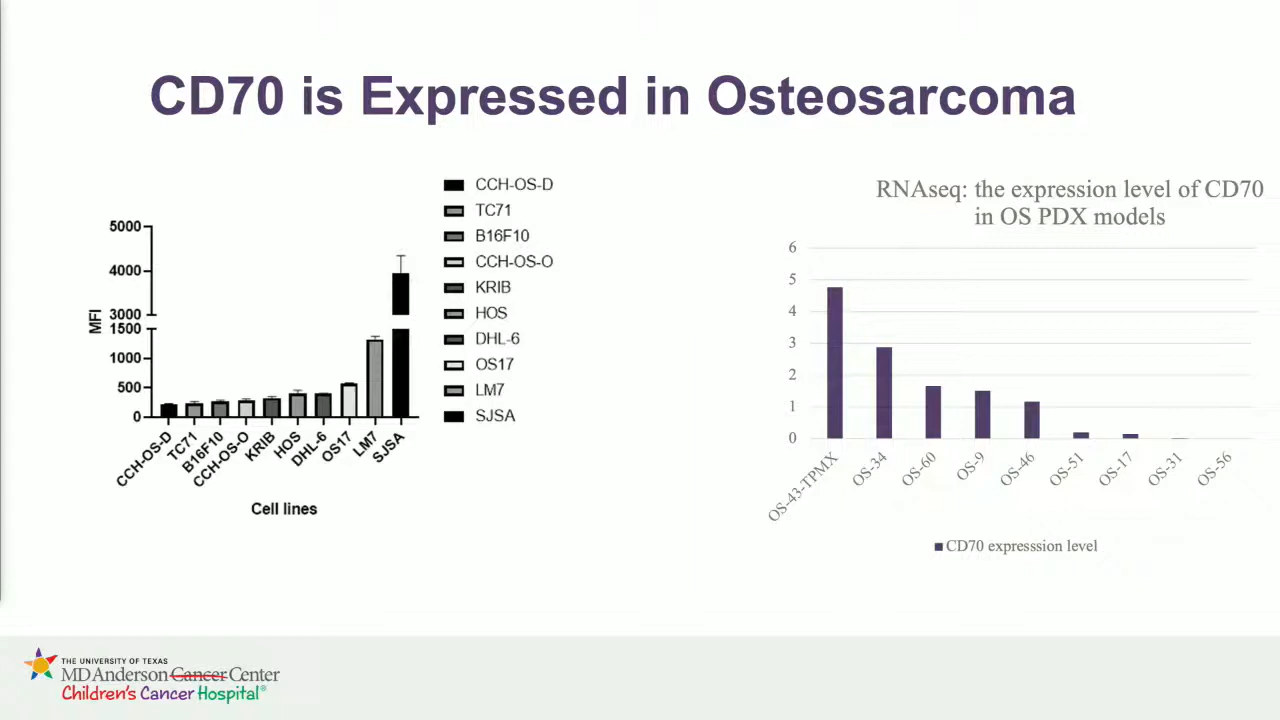 CD70 is Expressed in Osteosarcoma
5000
4000
3000
1500
1000
500
0
MFI
CCH-OS-D
TC71
B16F10
CCH-OS-O
KRIB
HOS
DHL-6
OS17
LM7
SJSA
Cell lines
CCH-OS-D
TC71
B16F10
CCH-OS-O
KRIB
HOS
DHL-6
OS17
LM7
SJSA
RNAseq: the expression level of CD70
in OS PDX models
6
5
4
3
2
1
0
OS-43-TPMX
OS-34
OS-60
OS-9
OS-46
OS-51
OS-17
OS-31
OS-56
CD70 expresssion level
THE UNIVERSITY OF TEXAS
MD Anderson Cancer Center
Children's Cancer Hospital®